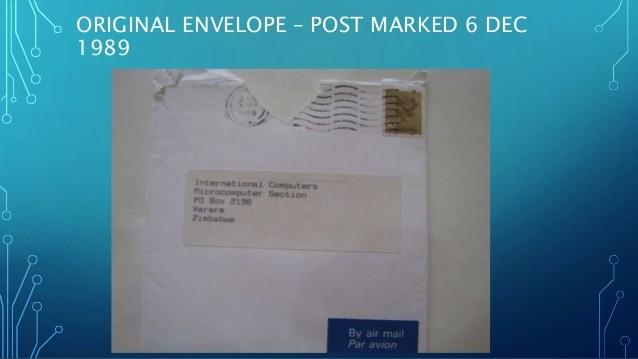 ORIGINAL ENVELOPE – POST MARKED 6 DEC
1989
International Computers
Microcomputer Section
PO Box 2196
Harare
Zimbabwe
By air mail
Par avion